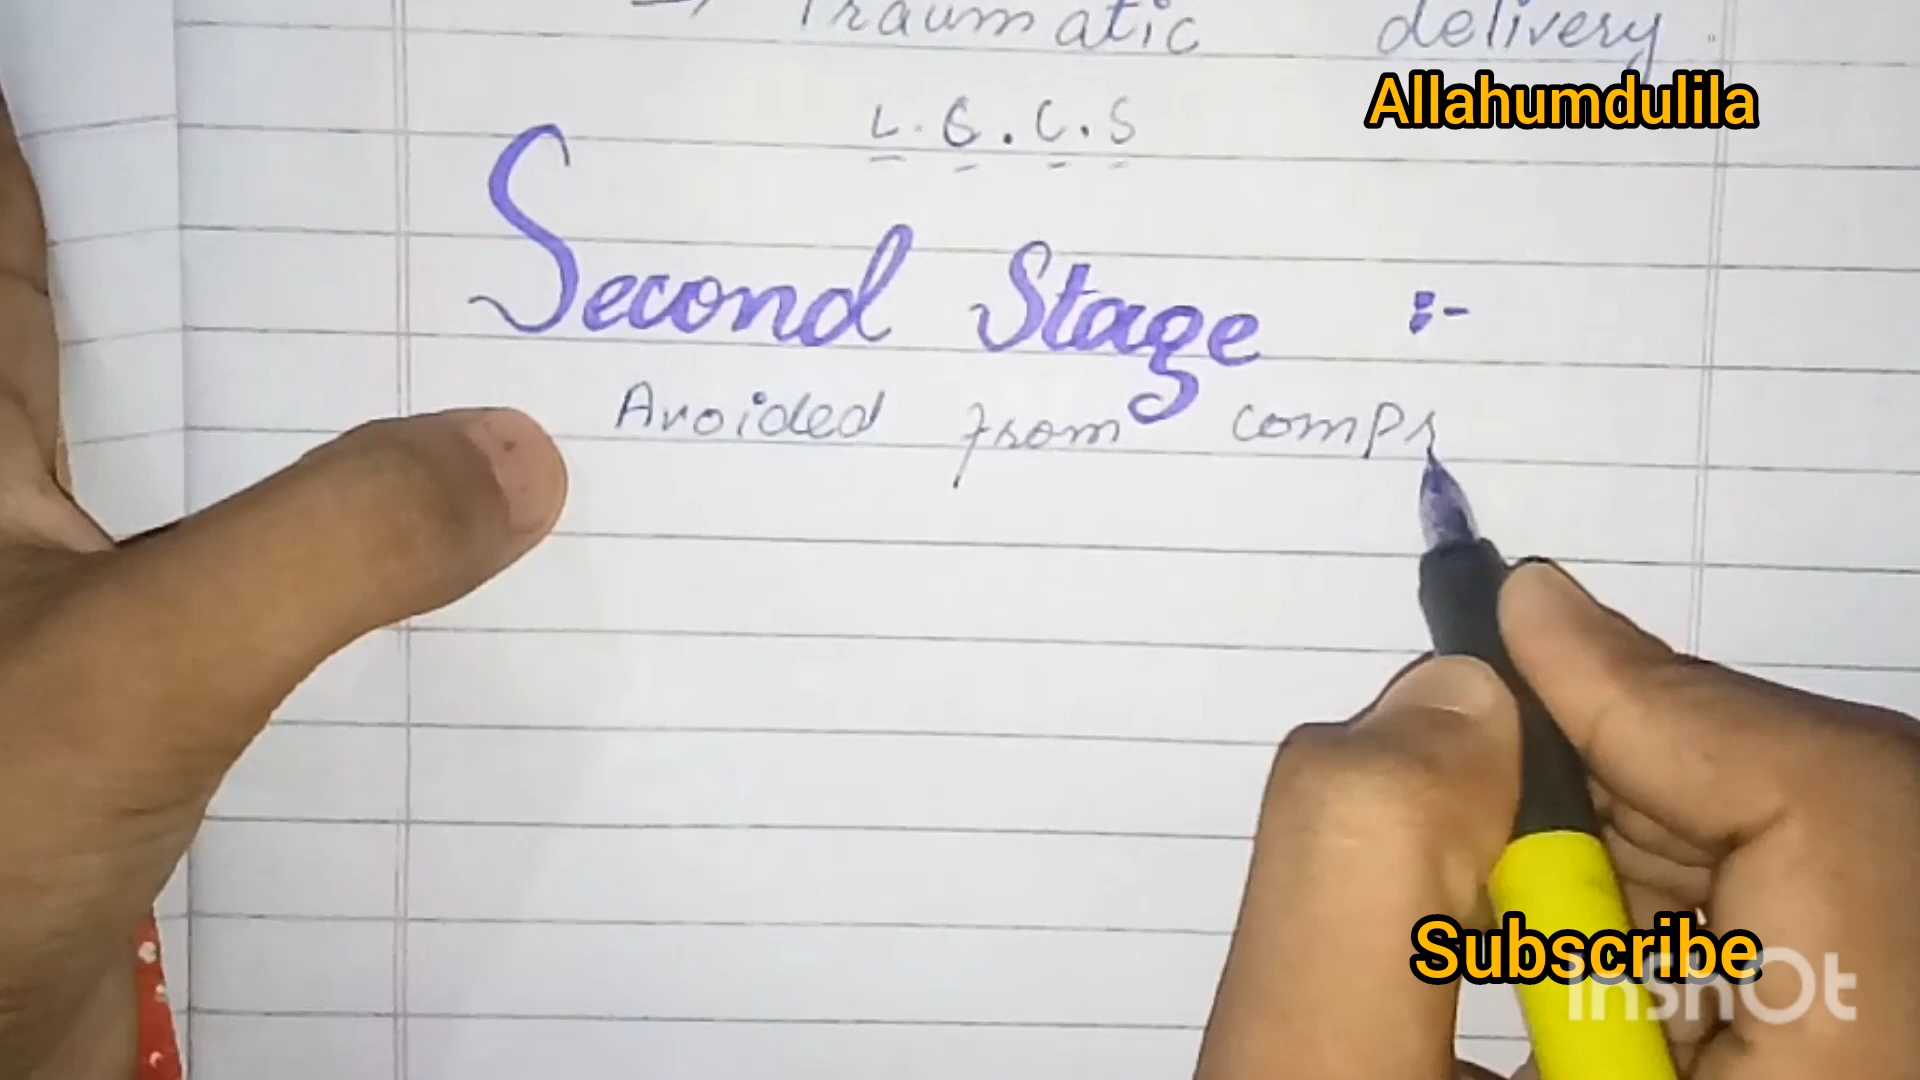 → Traumatic delivery
Allahumdulila
L.G.C.S
Second Stage :-
Avoided from compr
Subscribe
InShOt